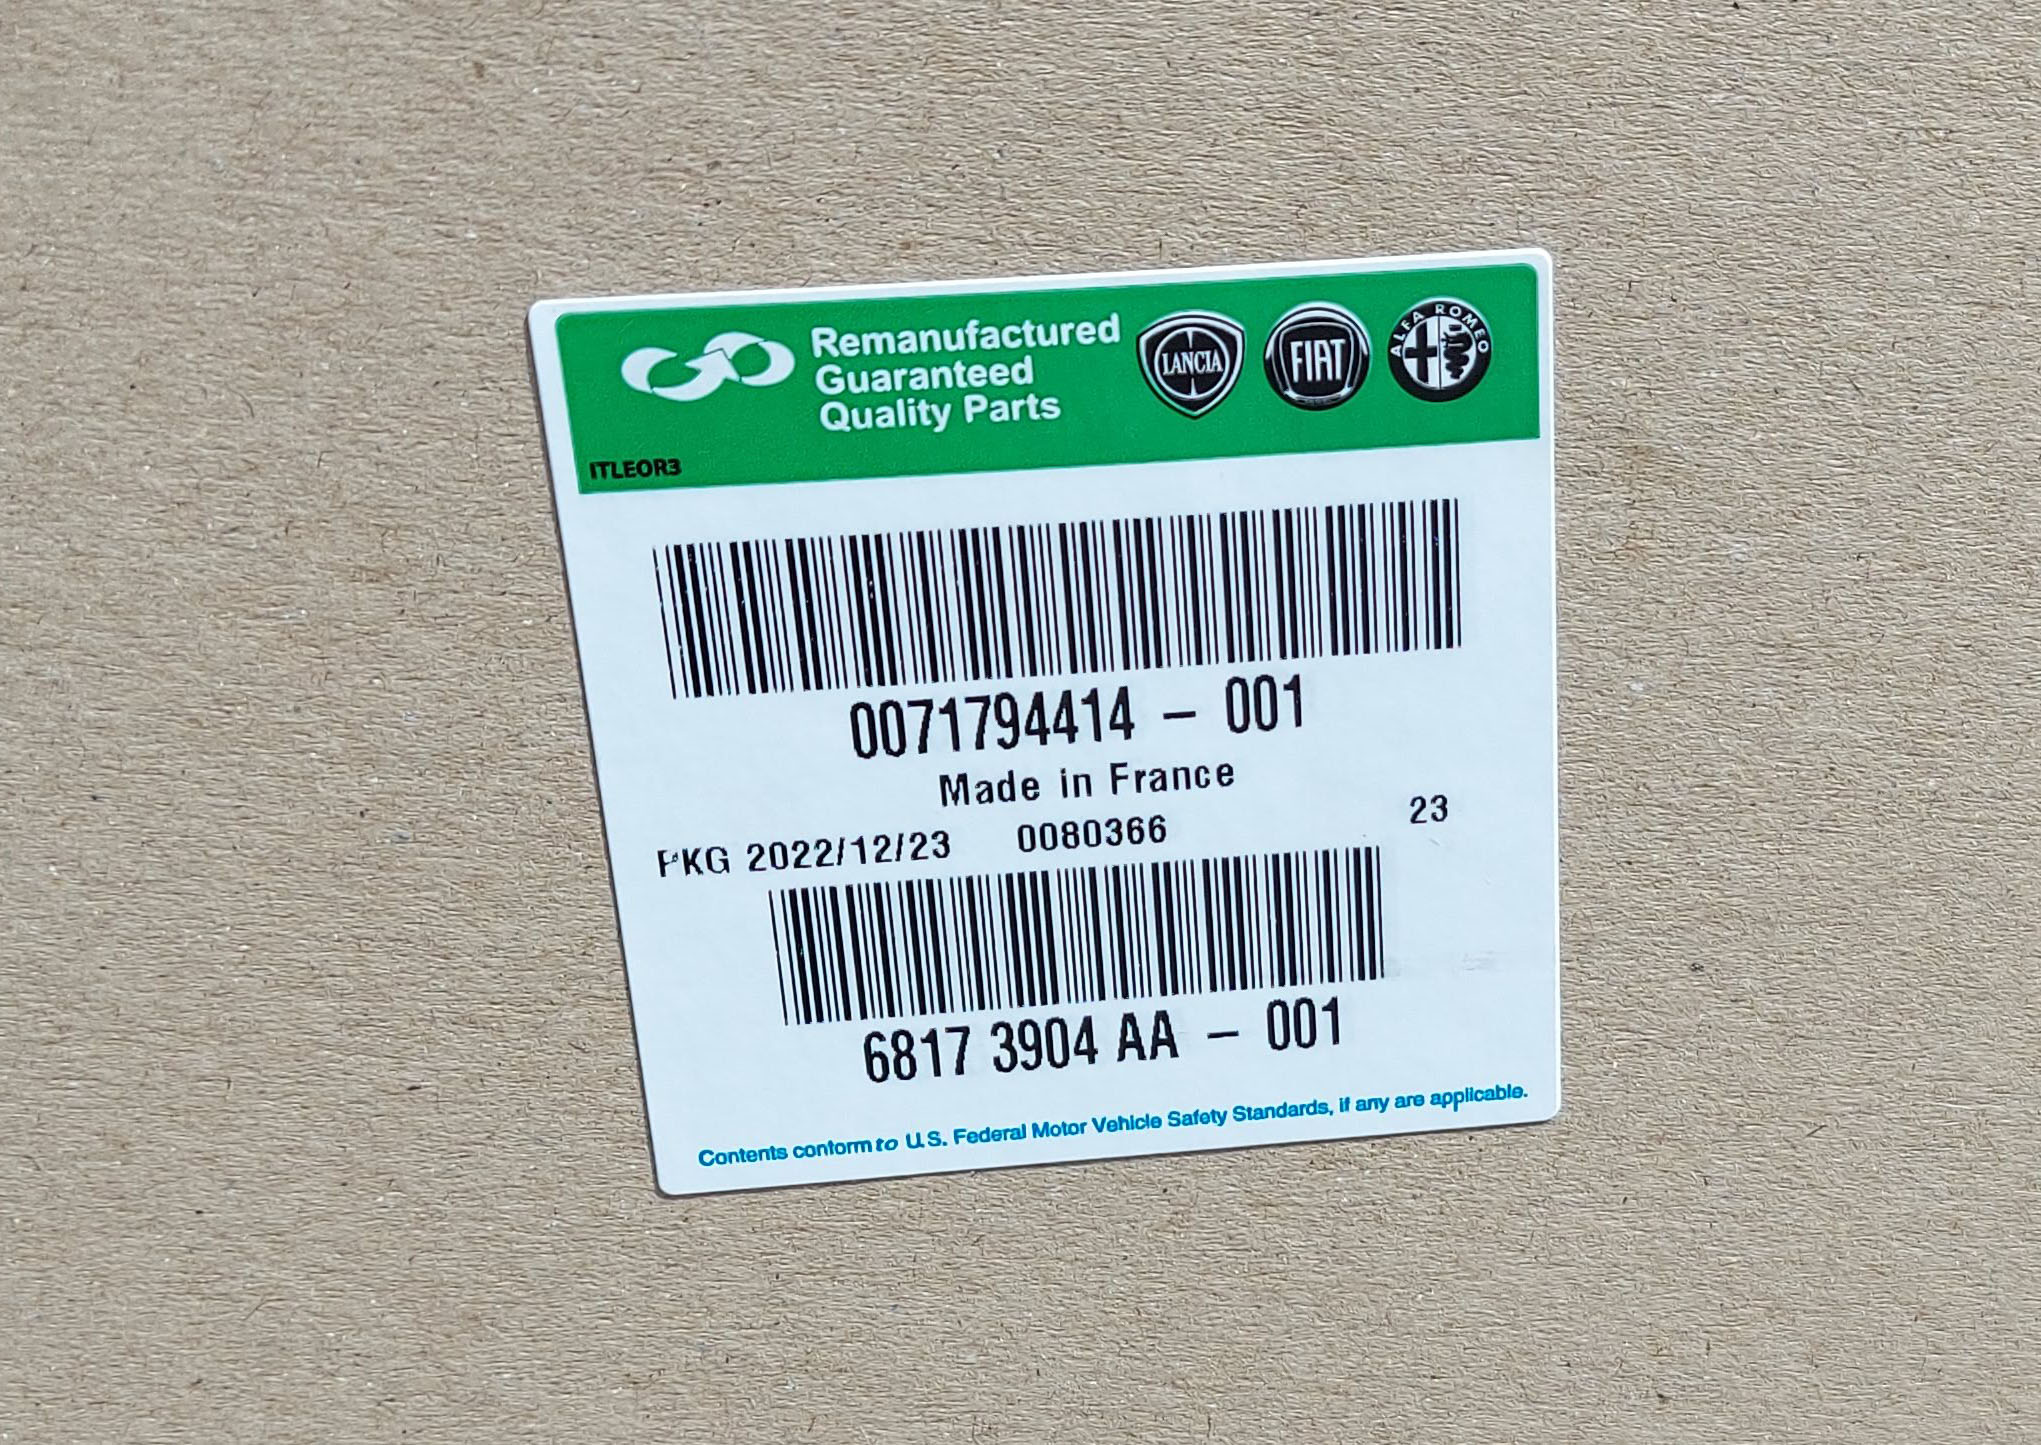 Remanufactured
Guaranteed
Quality Parts
LANCIA
FIAT
ALFA ROMEO
ITLEOR3
0071794414 - 001
Made in France
PKG 2022/12/23 0080366 23
6817 3904 AA - 001
Contents conform to U.S. Federal Motor Vehicle Safety Standards, if any are applicable.